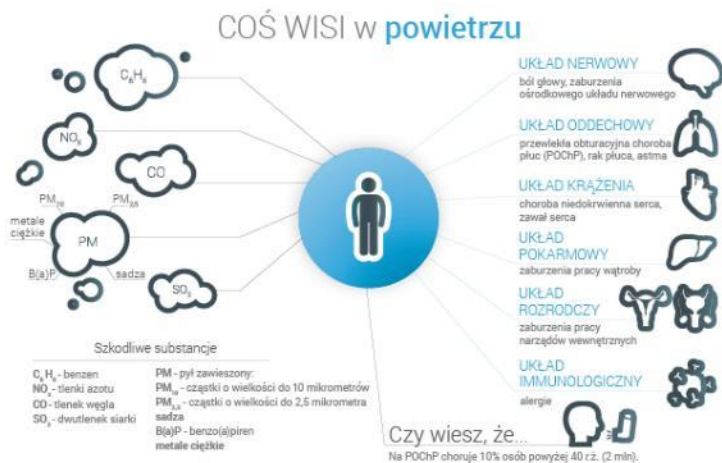 COŚ WISI w powietrzu
C₆H₆
NOₓ
CO
PM₁₀
PM₂,₅
metale
ciężkie
PM
B(a)P
sadza
SO₂
UKŁAD NERWOWY
ból głowy, zaburzenia
ośrodkowego układu nerwowego
UKŁAD ODDECHOWY
przewlekła obturacyjna choroba
płuc (POChP), rak płuca, astma
UKŁAD KRĄŻENIA
choroba niedokrwienna serca,
zawał serca
UKŁAD
POKARMOWY
zaburzenia pracy wątroby
UKŁAD
ROZRODCZY
zaburzenia pracy
narządów wewnętrznych
UKŁAD
IMMUNOLOGICZNY
alergie
Szkodliwe substancje
C₆H₆ - benzen
NOₓ - tlenki azotu
CO - tlenek węgla
SO₂ - dwutlenek siarki
PM - pył zawieszony:
PM₁₀ - cząstki o wielkości do 10 mikrometrów
PM₂,₅ - cząstki o wielkości do 2,5 mikrometra
sadza
B(a)P - benzo(a)piren
metale ciężkie
Czy wiesz, że...
Na POChP choruje 10% osób powyżej 40 r.ż. (2 mln).